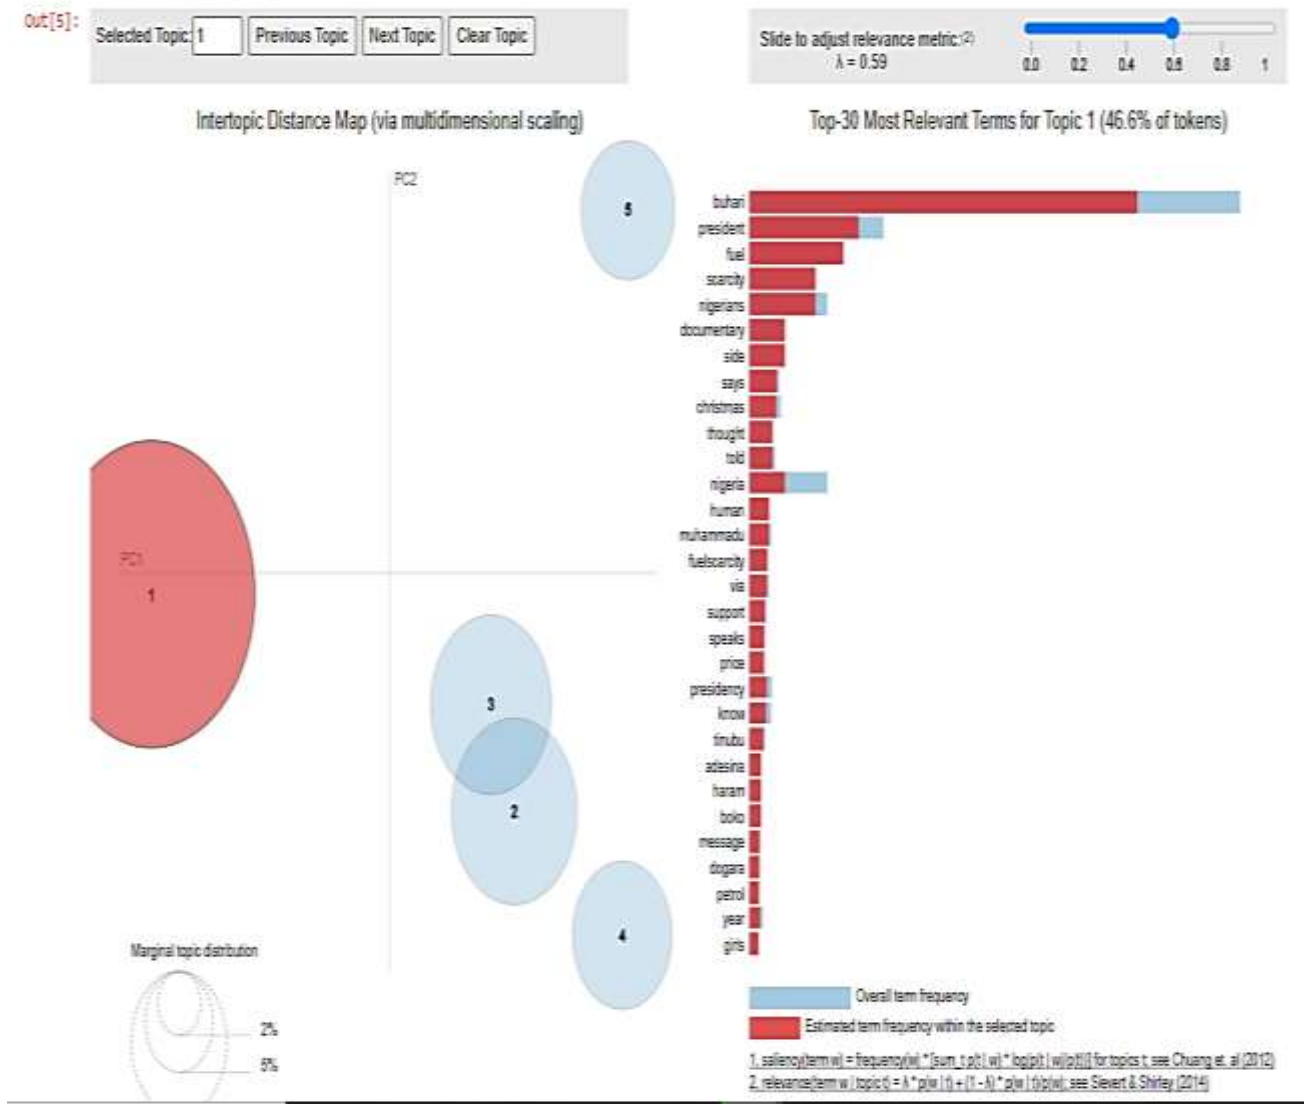 Out[5]:
Selected Topic: 1 Previous Topic Next Topic Clear Topic
Slide to adjust relevance metric:(2)
λ = 0.59
0.0 0.2 0.4 0.6 0.8 1
Intertopic Distance Map (via multidimensional scaling)
PC2
5
PC1
1
3
2
4
Marginal topic distribution
2%
5%
Top-30 Most Relevant Terms for Topic 1 (46.6% of tokens)
buhari
president
fuel
scarcity
nigerians
documentary
side
says
christmas
thought
told
nigeria
human
muhammadu
fuelscarcity
via
support
speaks
price
presidency
know
tinubu
adesina
haram
boko
message
dogara
petrol
year
girls
Overall term frequency
Estimated term frequency within the selected topic
1. saliency(term w) = frequency(w) * [sum_t p(t | w) * log(p(t | w)/p(t))] for topics t; see Chuang et. al (2012)
2. relevance(term w | topic t) = λ * p(w | t) + (1 - λ) * p(w | t)/p(w); see Sievert & Shirley (2014)